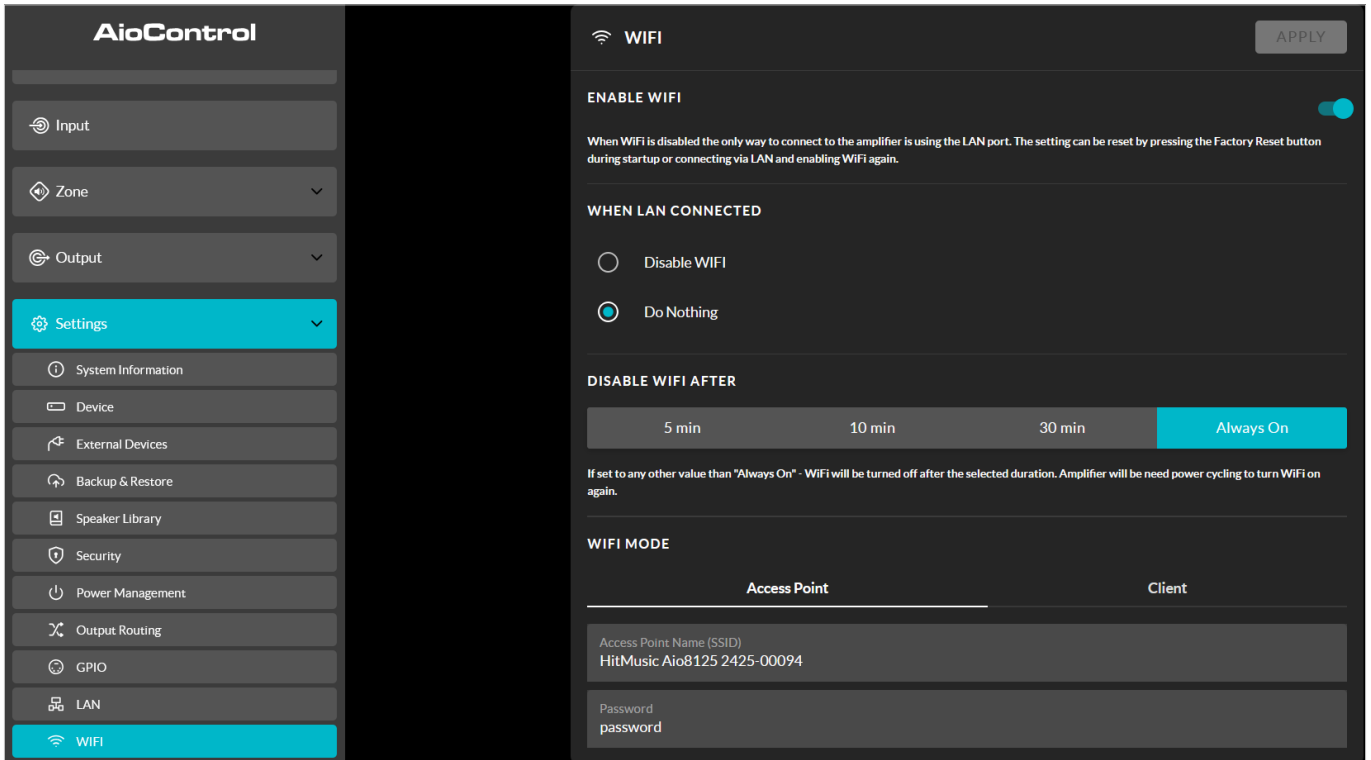 AioControl
Input
Zone
Output
Settings
System Information
Device
External Devices
Backup & Restore
Speaker Library
Security
Power Management
Output Routing
GPIO
LAN
WIFI
WIFI
APPLY
ENABLE WIFI
When WiFi is disabled the only way to connect to the amplifier is using the LAN port. The setting can be reset by pressing the Factory Reset button
during startup or connecting via LAN and enabling WiFi again.
WHEN LAN CONNECTED
Disable WIFI
Do Nothing
DISABLE WIFI AFTER
5 min 10 min 30 min Always On
If set to any other value than "Always On" - WiFi will be turned off after the selected duration. Amplifier will be need power cycling to turn WiFi on
again.
WIFI MODE
Access Point Client
Access Point Name (SSID)
HitMusic Aio8125 2425-00094
Password
password